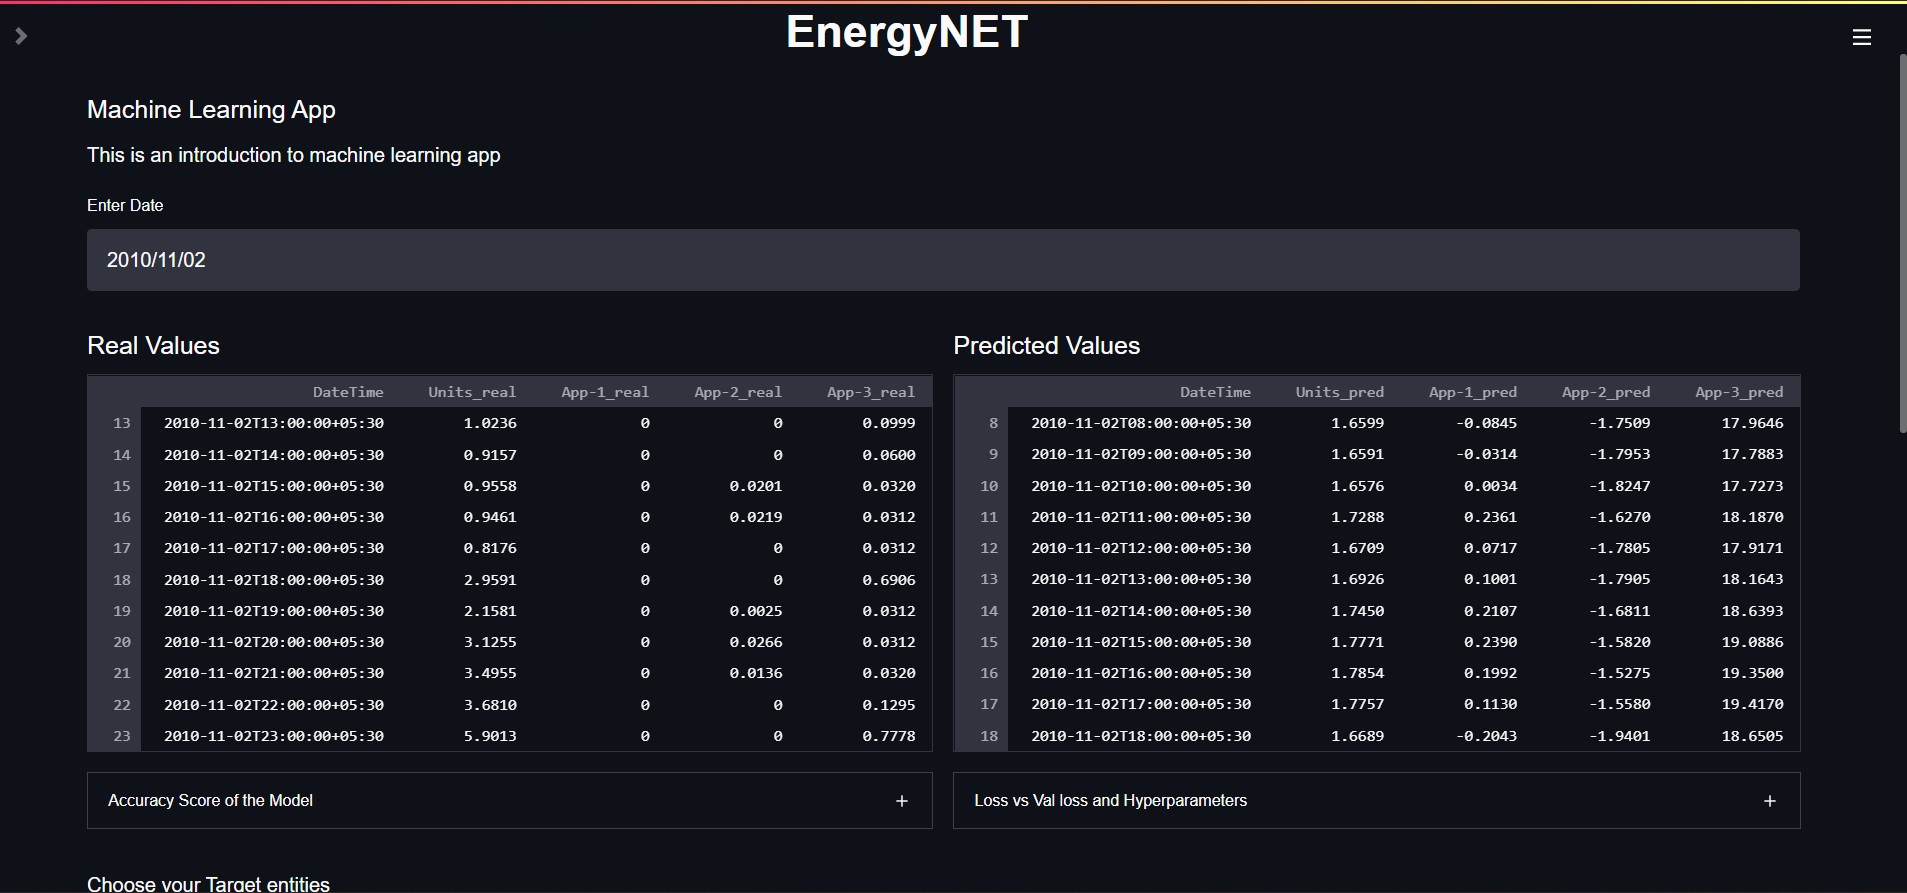 EnergyNET
Machine Learning App
This is an introduction to machine learning app
Enter Date
2010/11/02
Real Values
DateTime Units_real App-1_real App-2_real App-3_real
13 2010-11-02T13:00:00+05:30 1.0236 0 0 0.0999
14 2010-11-02T14:00:00+05:30 0.9157 0 0 0.0600
15 2010-11-02T15:00:00+05:30 0.9558 0 0.0201 0.0320
16 2010-11-02T16:00:00+05:30 0.9461 0 0.0219 0.0312
17 2010-11-02T17:00:00+05:30 0.8176 0 0 0.0312
18 2010-11-02T18:00:00+05:30 2.9591 0 0 0.6906
19 2010-11-02T19:00:00+05:30 2.1581 0 0.0025 0.0312
20 2010-11-02T20:00:00+05:30 3.1255 0 0.0266 0.0312
21 2010-11-02T21:00:00+05:30 3.4955 0 0.0136 0.0320
22 2010-11-02T22:00:00+05:30 3.6810 0 0 0.1295
23 2010-11-02T23:00:00+05:30 5.9013 0 0 0.7778
Predicted Values
DateTime Units_pred App-1_pred App-2_pred App-3_pred
8 2010-11-02T08:00:00+05:30 1.6599 -0.0845 -1.7509 17.9646
9 2010-11-02T09:00:00+05:30 1.6591 -0.0314 -1.7953 17.7883
10 2010-11-02T10:00:00+05:30 1.6576 0.0034 -1.8247 17.7273
11 2010-11-02T11:00:00+05:30 1.7288 0.2361 -1.6270 18.1870
12 2010-11-02T12:00:00+05:30 1.6709 0.0717 -1.7805 17.9171
13 2010-11-02T13:00:00+05:30 1.6926 0.1001 -1.7905 18.1643
14 2010-11-02T14:00:00+05:30 1.7450 0.2107 -1.6811 18.6393
15 2010-11-02T15:00:00+05:30 1.7771 0.2390 -1.5820 19.0886
16 2010-11-02T16:00:00+05:30 1.7854 0.1992 -1.5275 19.3500
17 2010-11-02T17:00:00+05:30 1.7757 0.1130 -1.5580 19.4170
18 2010-11-02T18:00:00+05:30 1.6689 -0.2043 -1.9401 18.6505
Accuracy Score of the Model +
Loss vs Val loss and Hyperparameters +
Choose your Target entities